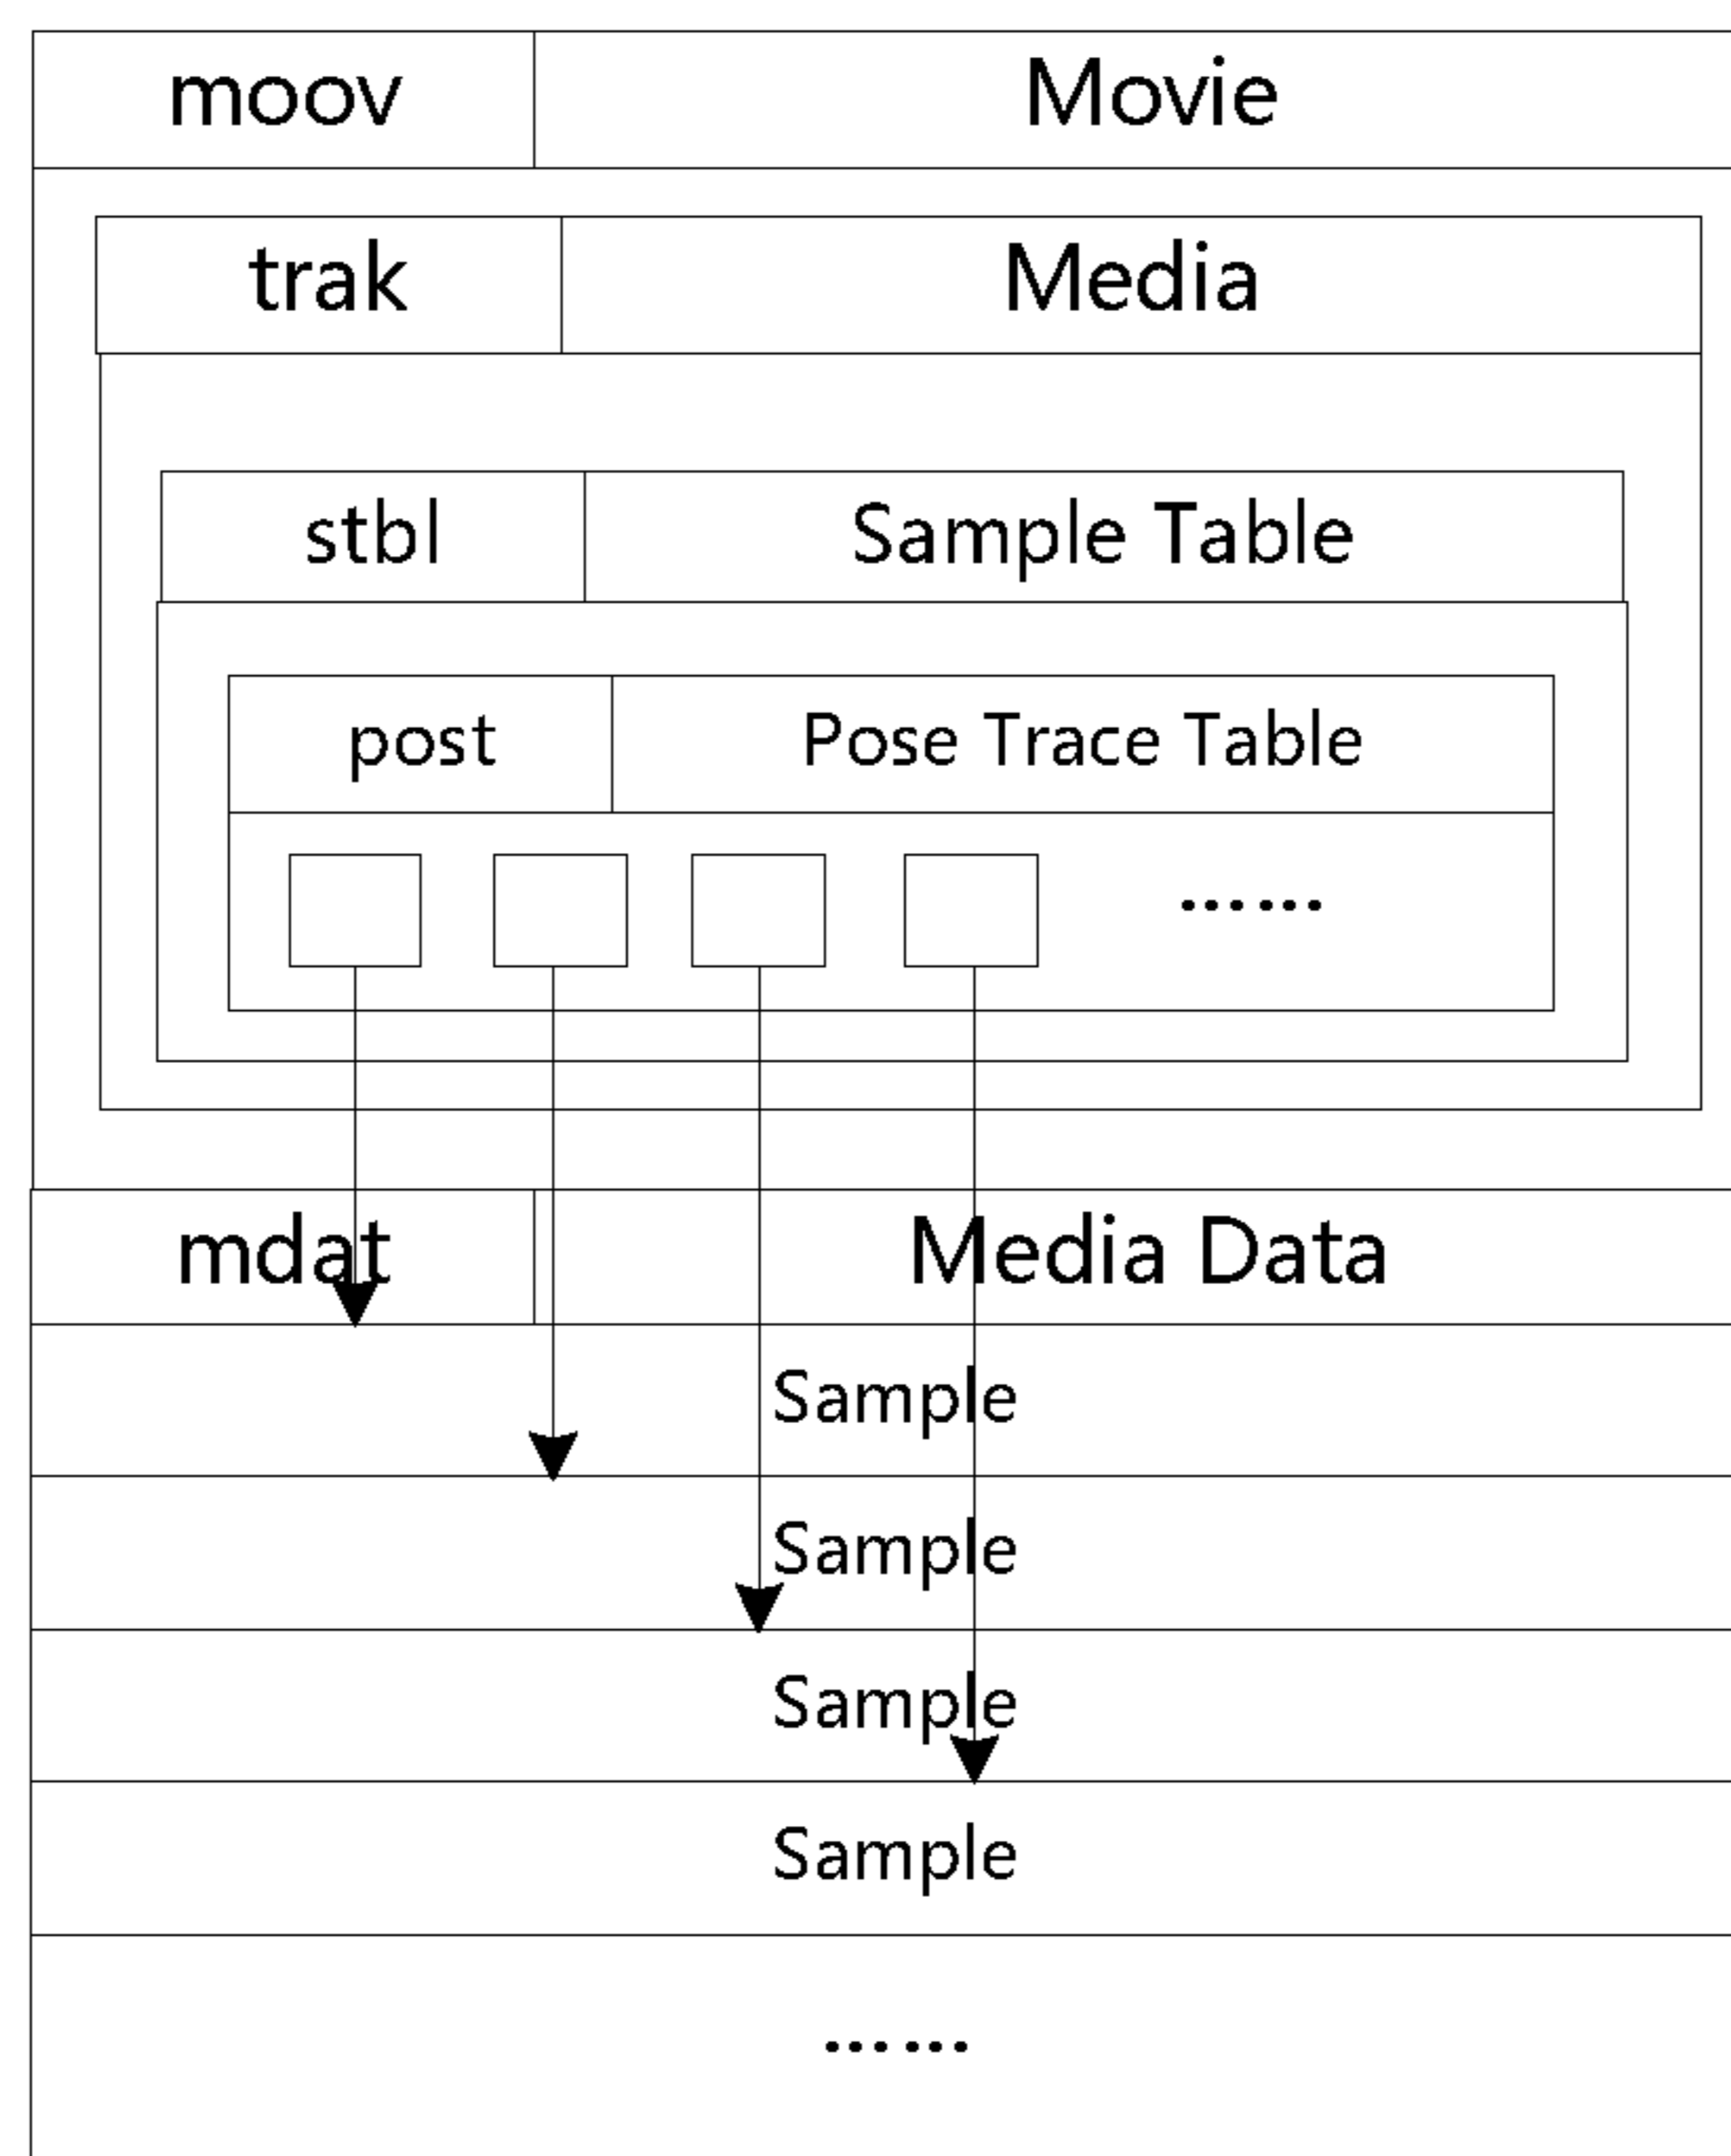 moov Movie
trak Media
stbl Sample Table
post Pose Trace Table
……
mdat Media Data
Sample
Sample
Sample
Sample
……